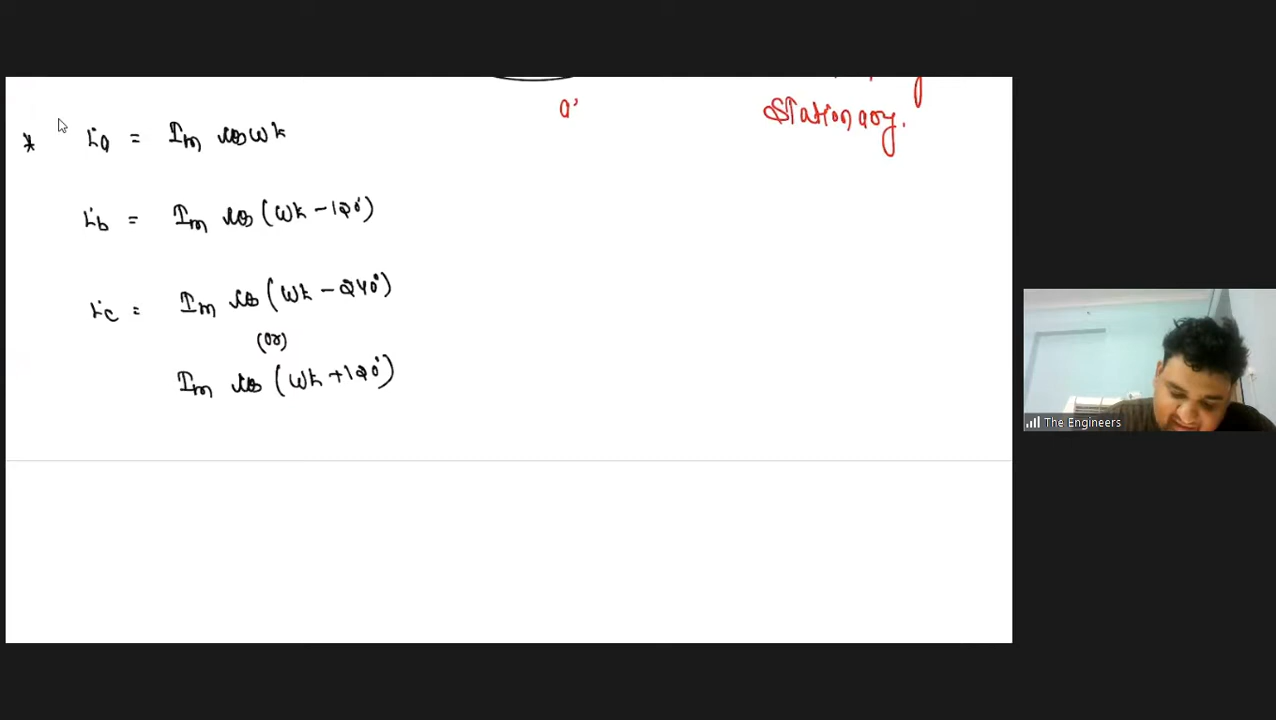 a'
Stationary.
* ia = Im cos ωt
ib = Im cos (ωt - 120°)
ic = Im cos (ωt - 240°)
(or)
Im cos (ωt + 120°)
The Engineers